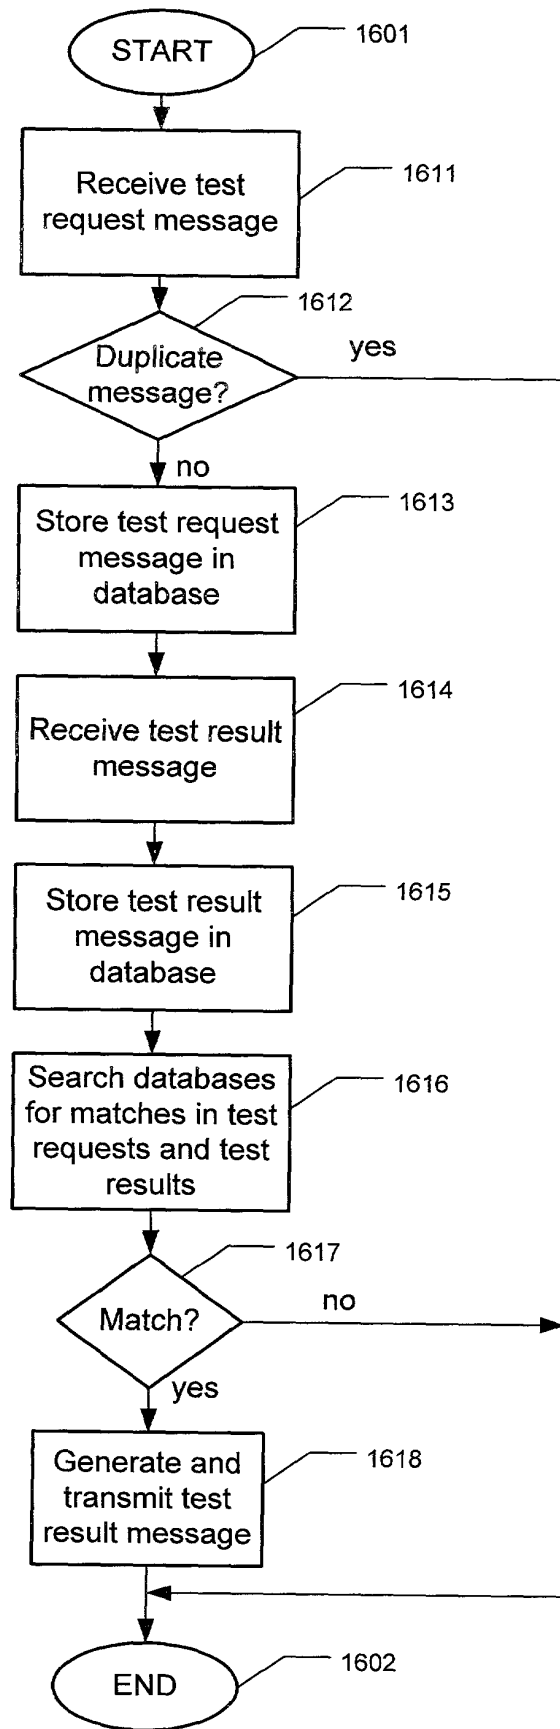 START
1601
Receive test
request message
1611
1612
Duplicate
message?
yes
no
Store test request
message in
database
1613
Receive test result
message
1614
Store test result
message in
database
1615
Search databases
for matches in test
requests and test
results
1616
1617
Match?
no
yes
Generate and
transmit test
result message
1618
END
1602